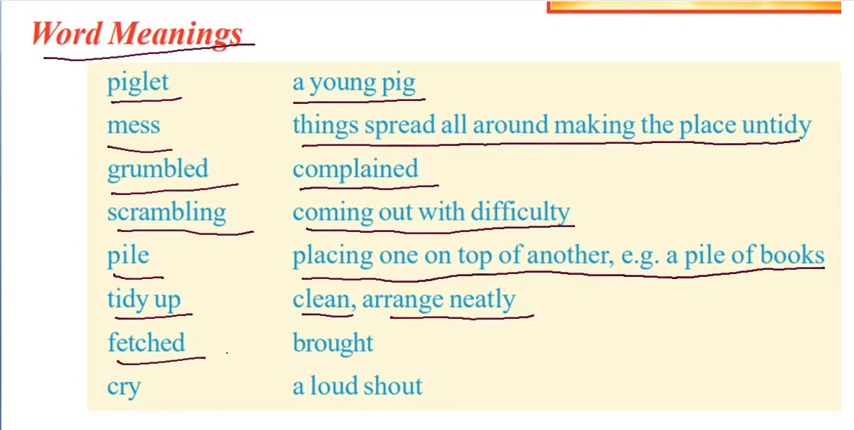 Word Meanings
piglet a young pig
mess things spread all around making the place untidy
grumbled complained
scrambling coming out with difficulty
pile placing one on top of another, e.g. a pile of books
tidy up clean, arrange neatly
fetched brought
cry a loud shout